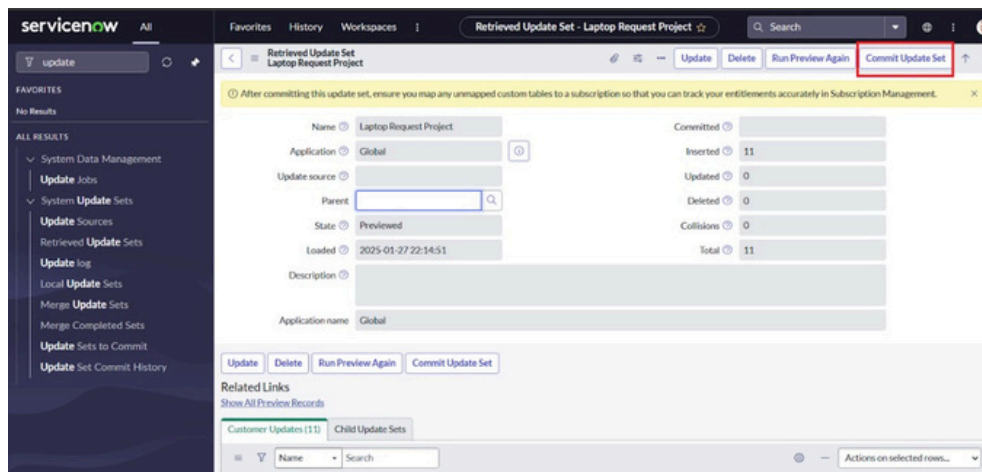 servicenow All Favorites History Workspaces Retrieved Update Set - Laptop Request Project Search
update
Retrieved Update Set
Laptop Request Project
Update Delete Run Preview Again Commit Update Set
FAVORITES
No Results
ALL RESULTS
System Data Management
Update Jobs
System Update Sets
Update Sources
Retrieved Update Sets
Update log
Local Update Sets
Merge Update Sets
Merge Completed Sets
Update Sets to Commit
Update Set Commit History
After committing this update set, ensure you map any unmapped custom tables to a subscription so that you can track your entitlements accurately in Subscription Management.
Name Laptop Request Project
Application Global
Update source
Parent
State Previewed
Loaded 2025-01-27 22:14:51
Committed
Inserted 11
Updated 0
Deleted 0
Collisions 0
Total 11
Description
Application name Global
Update Delete Run Preview Again Commit Update Set
Related Links
Show All Preview Records
Customer Updates (11) Child Update Sets
Name Search Actions on selected rows...